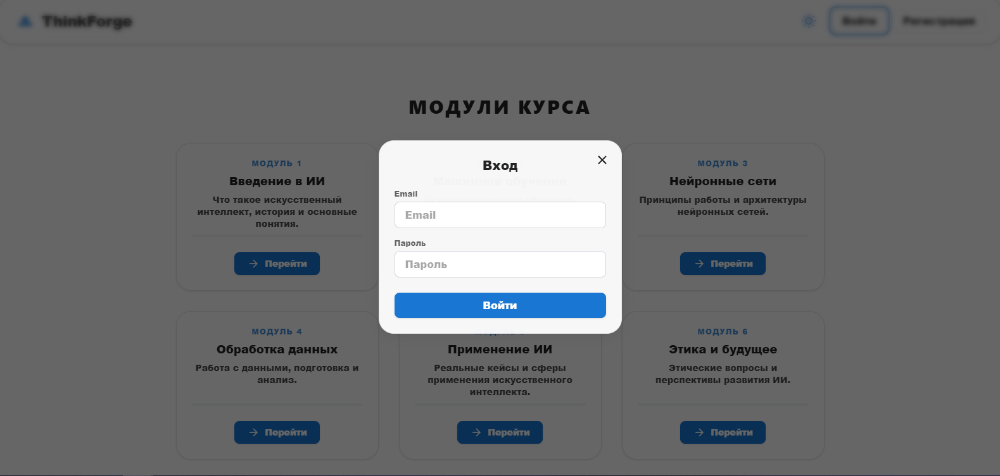 ThinkForge
Войти
Регистрация
МОДУЛИ КУРСА
МОДУЛЬ 1
Введение в ИИ
Что такое искусственный
интеллект, история и основные
понятия.
Перейти
Вход
Машинное обучение
Email
Email
Пароль
Пароль
Войти
МОДУЛЬ 3
Нейронные сети
Принципы работы и архитектуры
нейронных сетей.
Перейти
МОДУЛЬ 4
Обработка данных
Работа с данными, подготовка и
анализ.
Перейти
Применение ИИ
Реальные кейсы и сферы
применения искусственного
интеллекта.
Перейти
МОДУЛЬ 6
Этика и будущее
Этические вопросы и
перспективы развития ИИ.
Перейти